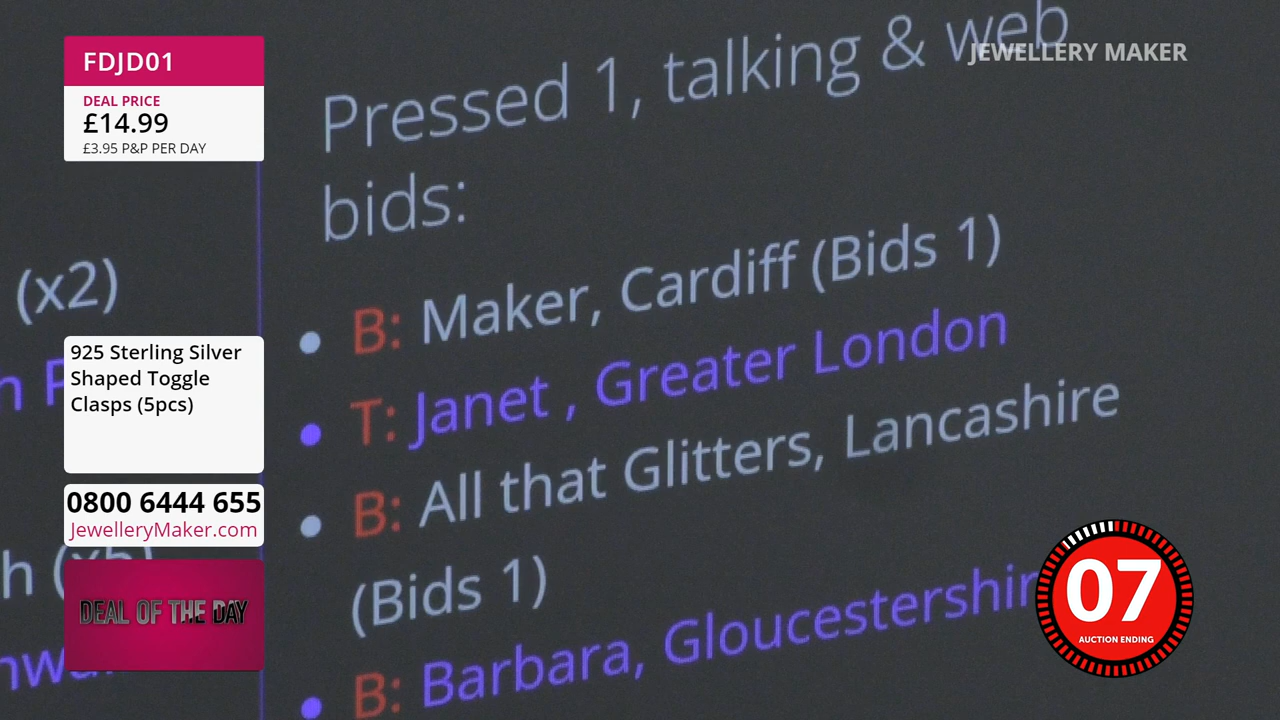 FDJD01
DEAL PRICE
£14.99
£3.95 P&P PER DAY
925 Sterling Silver
Shaped Toggle
Clasps (5pcs)
0800 6444 655
JewelleryMaker.com
DEAL OF THE DAY
(x2)
Pressed 1, talking & web
bids:
• B: Maker, Cardiff (Bids 1)
• T: Janet , Greater London
• B: All that Glitters, Lancashire
(Bids 1)
• B: Barbara, Gloucestershir
JEWELLERY MAKER
07
AUCTION ENDING